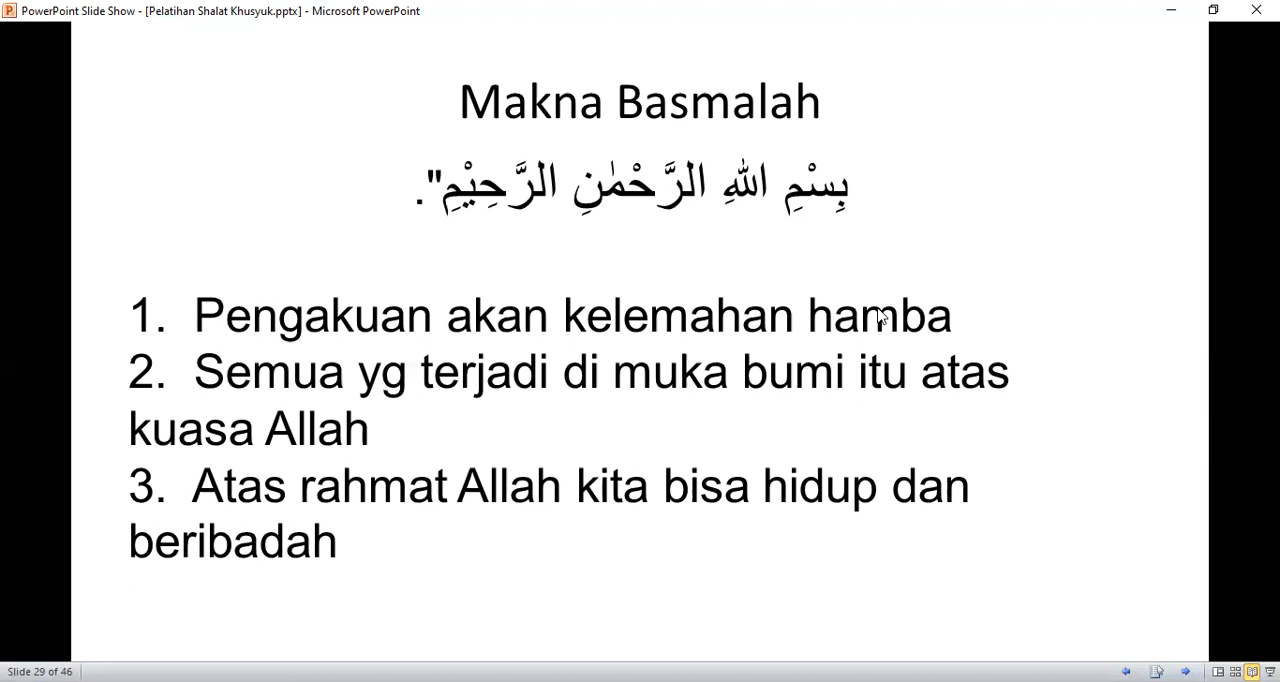 PowerPoint Slide Show - [Pelatihan Shalat Khusyuk.pptx] - Microsoft PowerPoint
Makna Basmalah
بِسْمِ اللهِ الرَّحْمٰنِ الرَّحِيْمِ".
1. Pengakuan akan kelemahan hamba
2. Semua yg terjadi di muka bumi itu atas
kuasa Allah
3. Atas rahmat Allah kita bisa hidup dan
beribadah
Slide 29 of 46